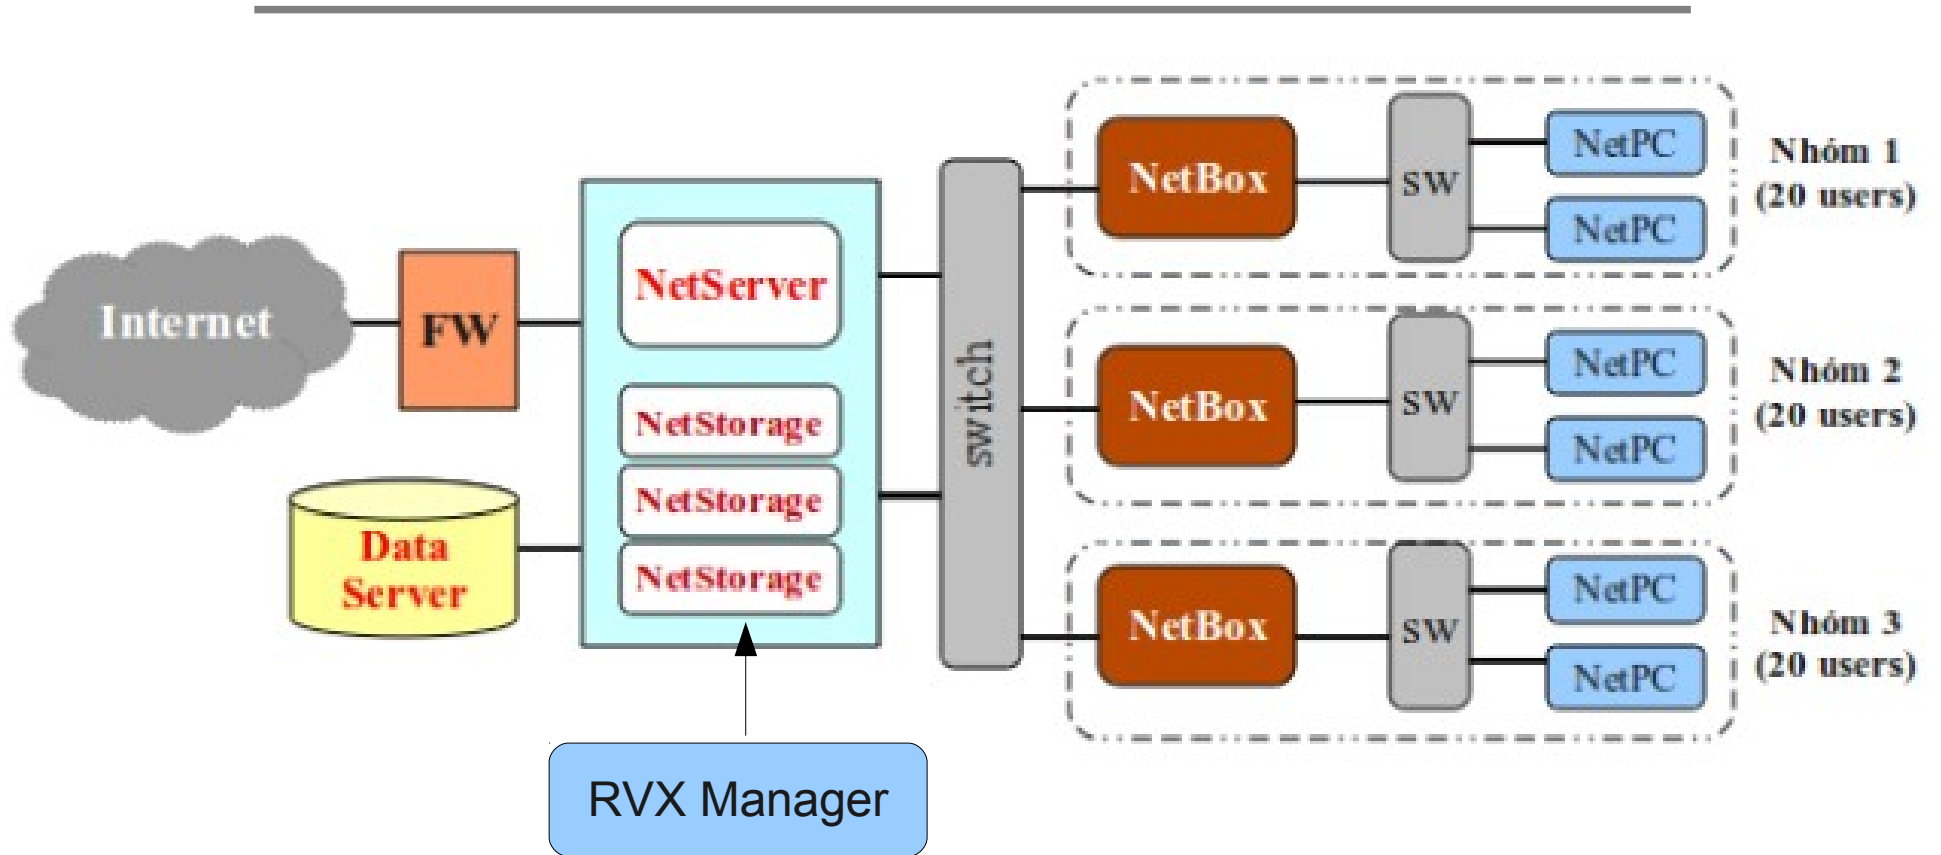 Internet
FW
Data
Server
NetServer
NetStorage
NetStorage
NetStorage
RVX Manager
switch
NetBox
SW
NetPC
NetPC
Nhóm 1
(20 users)
NetBox
SW
NetPC
NetPC
Nhóm 2
(20 users)
NetBox
SW
NetPC
NetPC
Nhóm 3
(20 users)